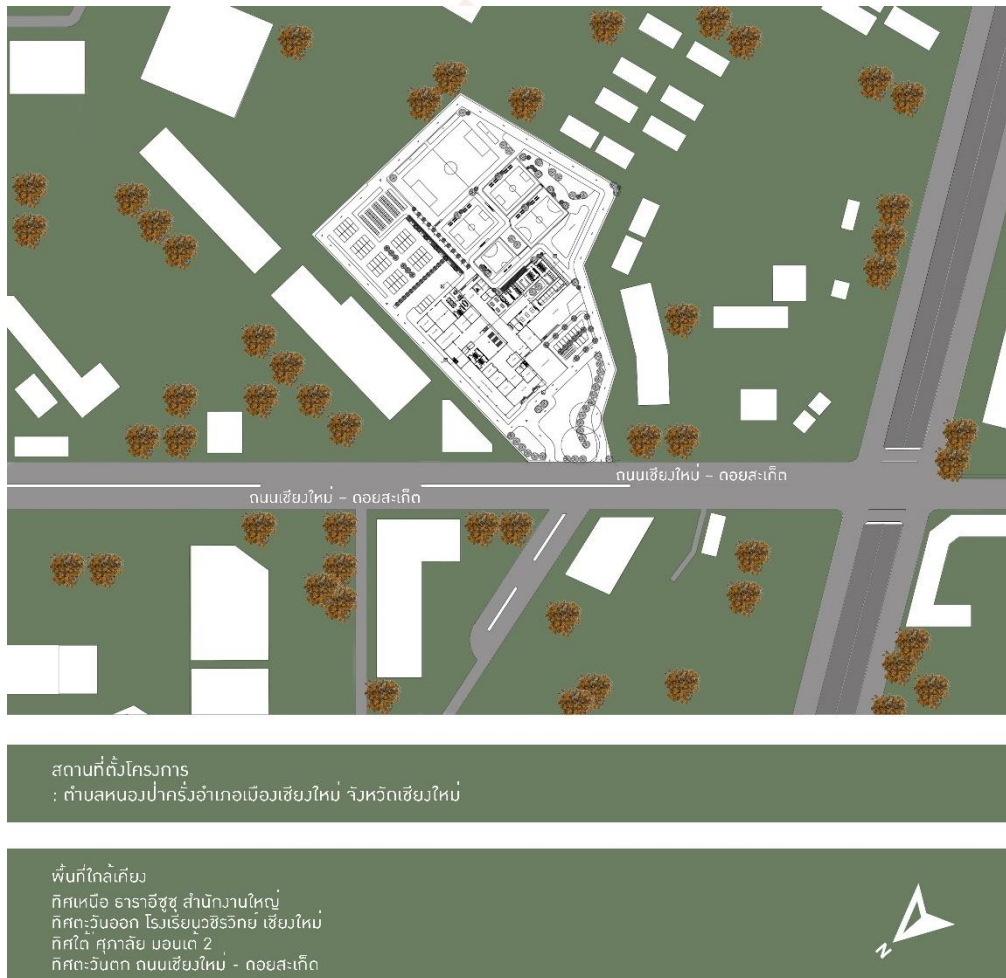 ถนนเชียงใหม่ - ดอยสะเก็ต
ถนนเชียงใหม่ - ดอยสะเก็ต
สถานที่ตั้งโครงการ
: ตำบลหนองป่าครั่งอำเภอเมืองเชียงใหม่ จังหวัดเชียงใหม่
พื้นที่ใกล้เคียง
ทิศเหนือ ธาราอีซูซุ สำนักงานใหญ่
ทิศตะวันออก โรงเรียนวชิรวิทย์ เชียงใหม่
ทิศใต้ ศุภาลัย มอนเต้ 2
ทิศตะวันตก ถนนเชียงใหม่ - ดอยสะเก็ด
N